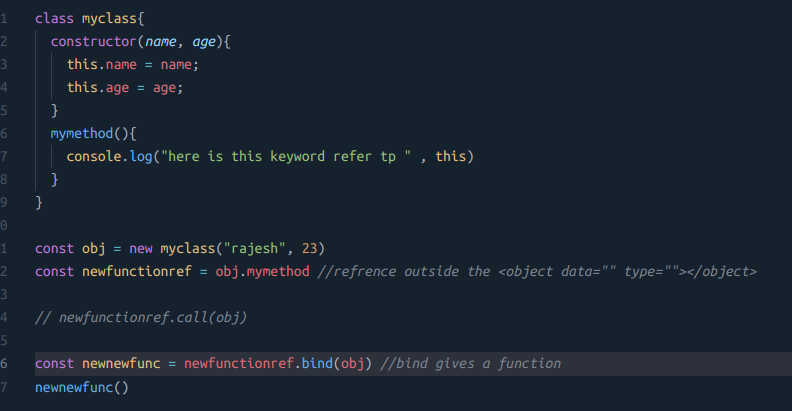 1 class myclass{
2 constructor(name, age){
3 this.name = name;
4 this.age = age;
5 }
6 mymethod(){
7 console.log("here is this keyword refer tp " , this)
8 }
9 }
0
1 const obj = new myclass("rajesh", 23)
2 const newfunctionref = obj.mymethod //refrence outside the <object data="" type=""></object>
3
4 // newfunctionref.call(obj)
5
6 const newnewfunc = newfunctionref.bind(obj) //bind gives a function
7 newnewfunc()